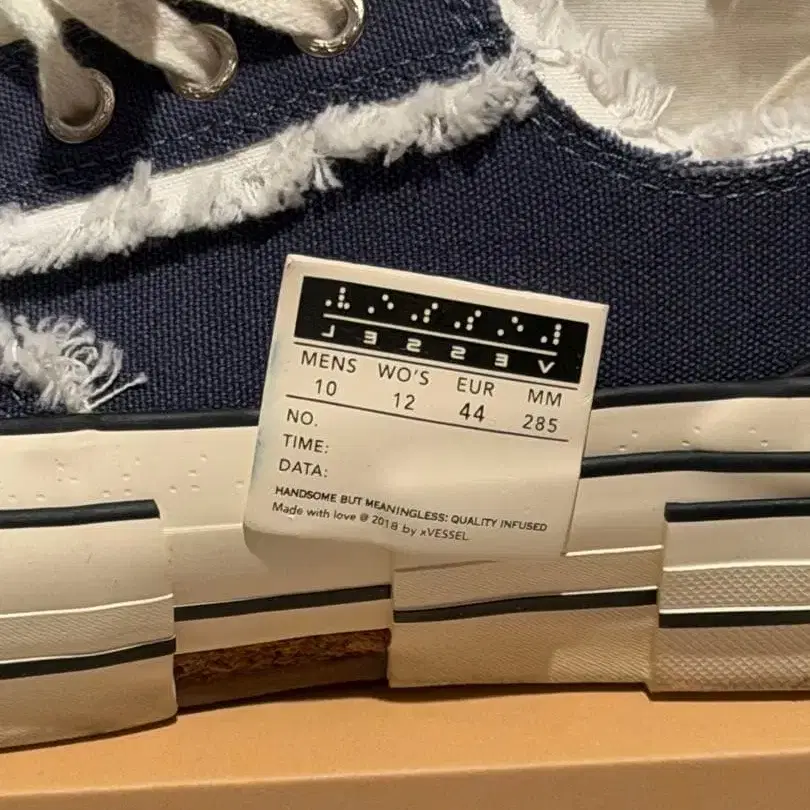 VESSEL
MENS WO'S EUR MM
10 12 44 285
NO.
TIME:
DATA:
HANDSOME BUT MEANINGLESS: QUALITY INFUSED
Made with love @ 2018 by xVESSEL